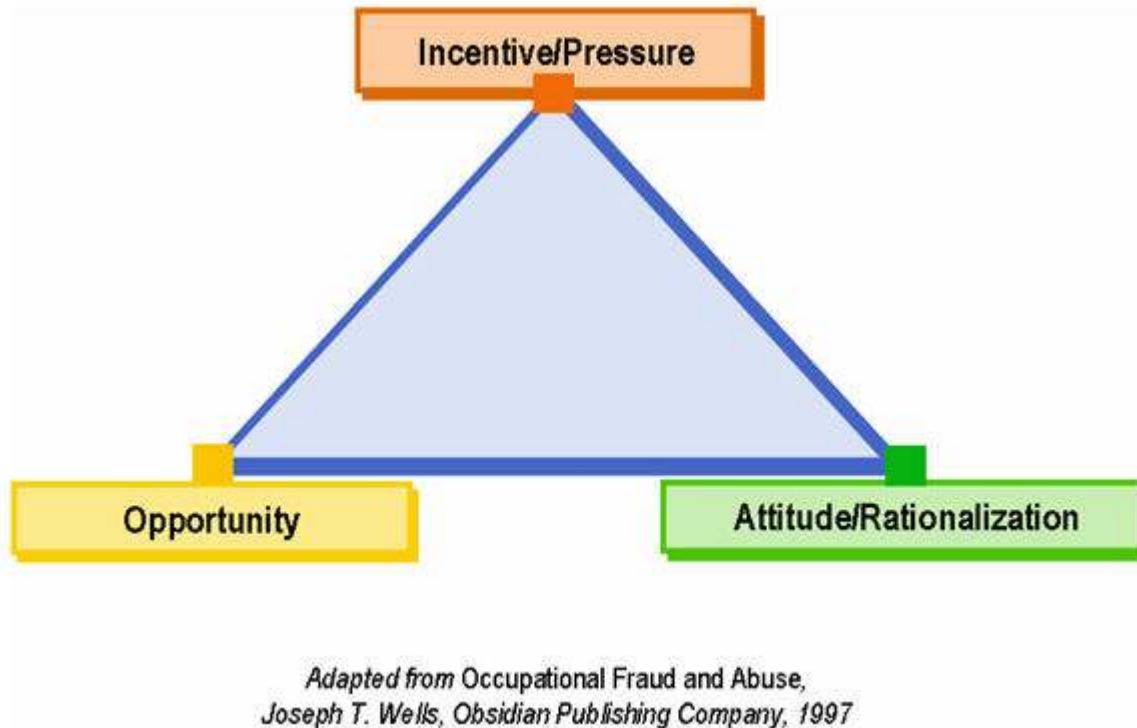 Incentive/Pressure
Opportunity
Attitude/Rationalization
Adapted from Occupational Fraud and Abuse,
Joseph T. Wells, Obsidian Publishing Company, 1997